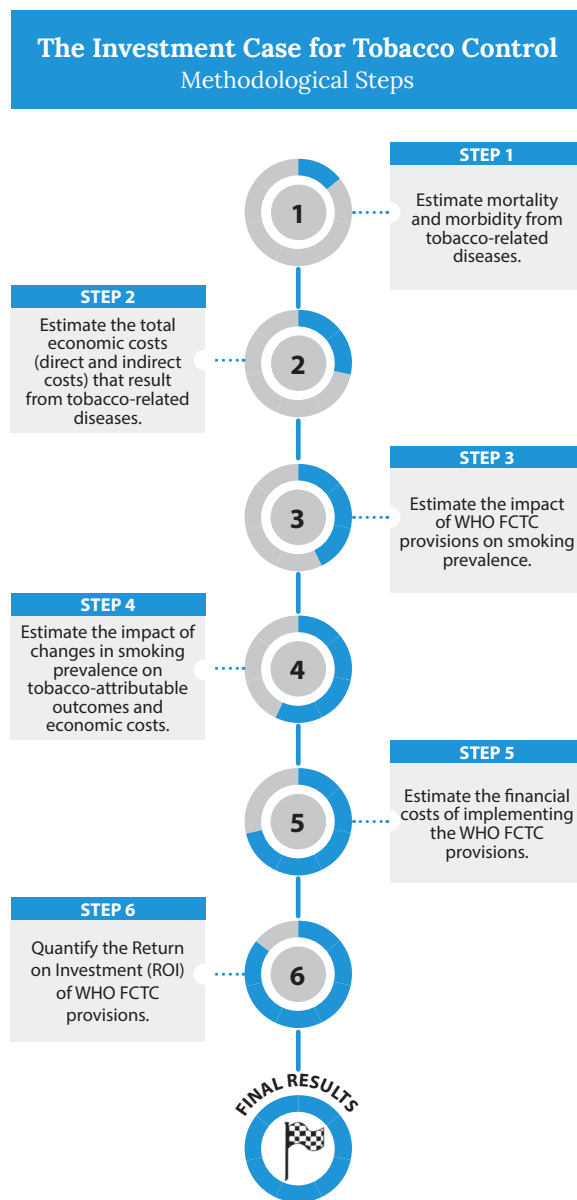 The Investment Case for Tobacco Control
Methodological Steps
1
STEP 1
Estimate mortality
and morbidity from
tobacco-related
diseases.
STEP 2
Estimate the total
economic costs
(direct and indirect
costs) that result
from tobacco-related
diseases.
2
3
STEP 3
Estimate the impact
of WHO FCTC
provisions on smoking
prevalence.
STEP 4
Estimate the impact of
changes in smoking
prevalence on
tobacco-attributable
outcomes and
economic costs.
4
5
STEP 5
Estimate the financial
costs of implementing
the WHO FCTC
provisions.
STEP 6
Quantify the Return
on Investment (ROI)
of WHO FCTC
provisions.
6
FINAL RESULTS